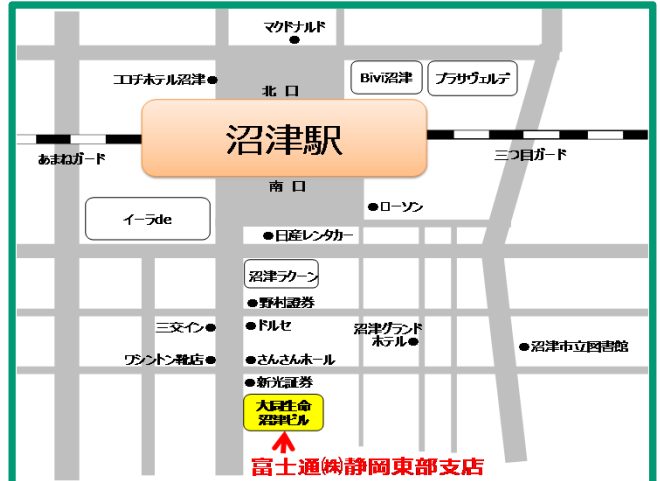 マクドナルド
ココチホテル沼津
北 口
Bivi沼津
プラサヴェルデ
沼津駅
あまねガード
三つ目ガード
南 口
イーラde
ローソン
日産レンタカー
沼津ラクーン
野村證券
三交イン
ドルセ
沼津グランド
ホテル
ワシントン靴店
さんさんホール
沼津市立図書館
新光証券
大同生命
沼津ビル
富士通㈱静岡東部支店